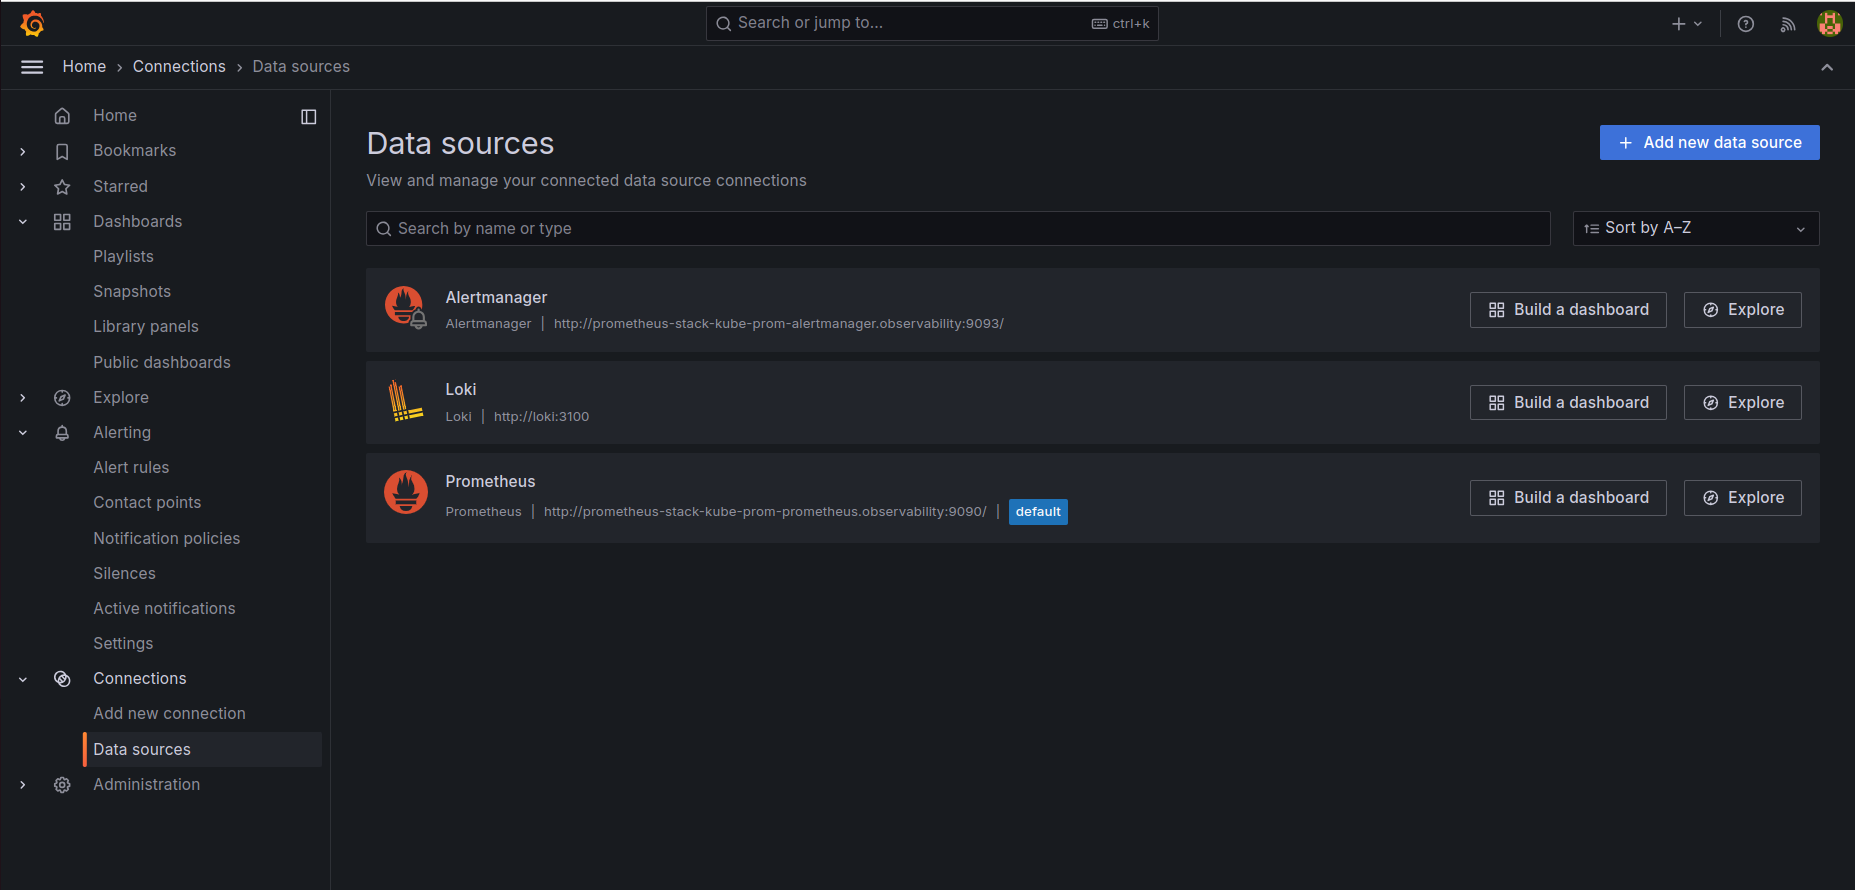 Search or jump to...
ctrl+k
Home
Connections
Data sources
Home
Bookmarks
Starred
Dashboards
Playlists
Snapshots
Library panels
Public dashboards
Explore
Alerting
Alert rules
Contact points
Notification policies
Silences
Active notifications
Settings
Connections
Add new connection
Data sources
Administration
Data sources
Add new data source
View and manage your connected data source connections
Search by name or type
Sort by A–Z
Alertmanager
Alertmanager | http://prometheus-stack-kube-prom-alertmanager.observability:9093/
Build a dashboard
Explore
Loki
Loki | http://loki:3100
Build a dashboard
Explore
Prometheus
Prometheus | http://prometheus-stack-kube-prom-prometheus.observability:9090/ | default
Build a dashboard
Explore